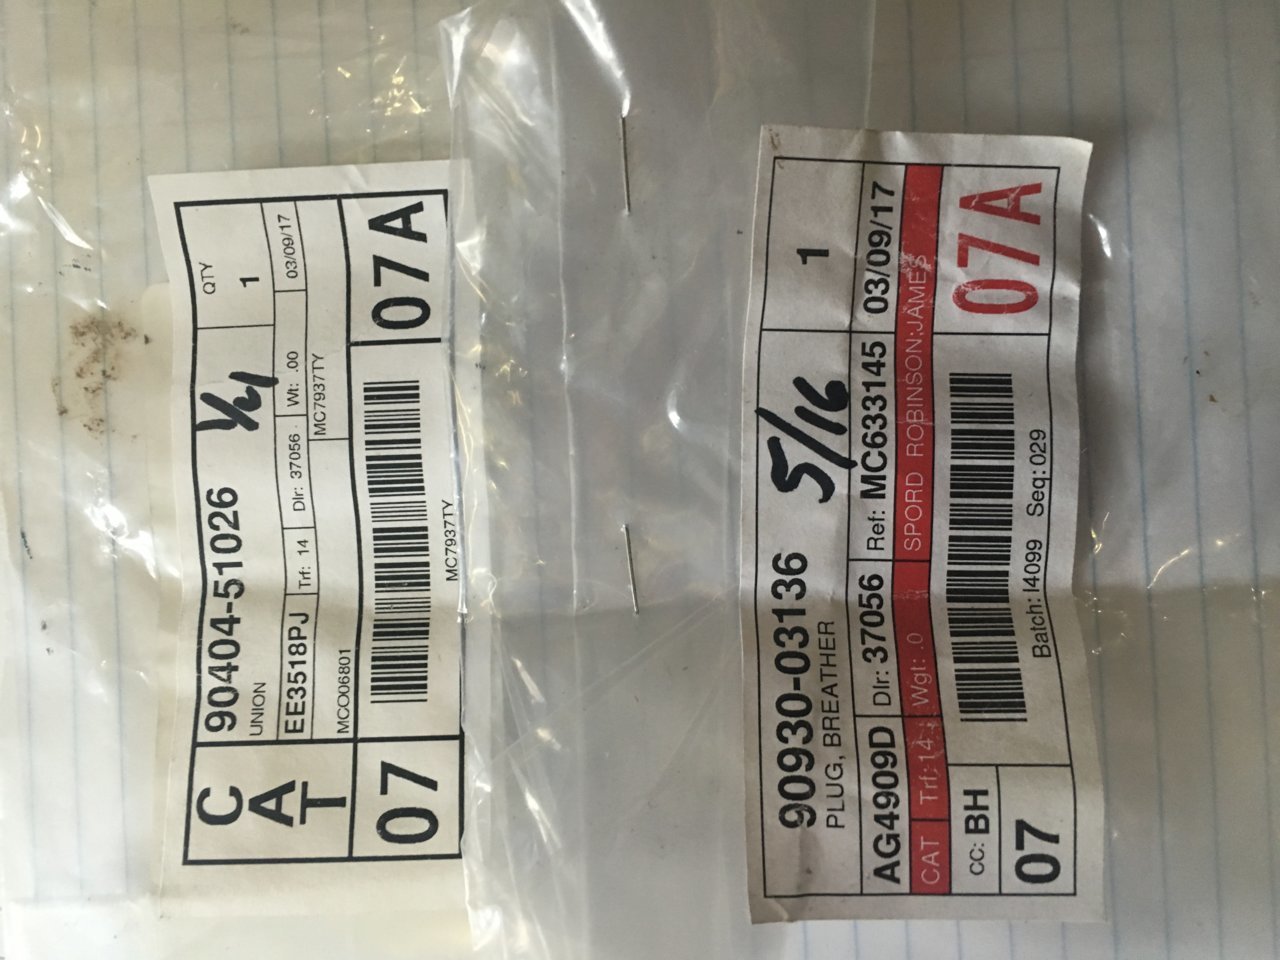 C
A
T
90404-51026
1/4
QTY
1
UNION
EE3518PJ
Trf: 14
Dlr: 37056
Wt: .00
03/09/17
MCO06801
MC7937TY
07
07A
MC7937TY
90930-03136
5/16
1
PLUG, BREATHER
AG4909D
Dlr: 37056
Ref: MC633145
03/09/17
CAT
Trf: 14
Wgt: .0
SPORD ROBINSON:JAMES
CC: BH
07
07A
Batch: I4099 Seq: 029